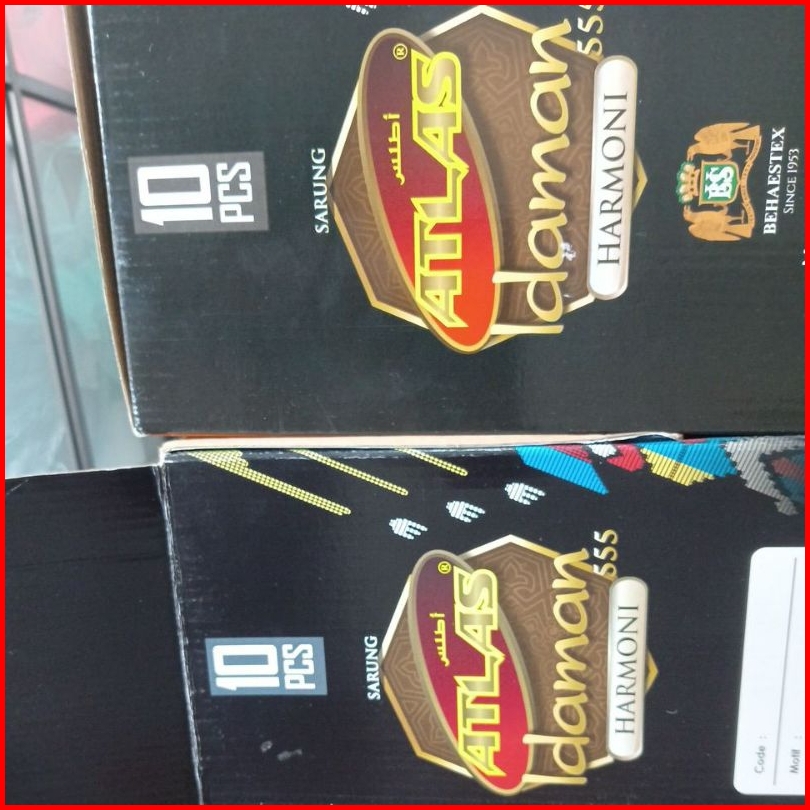 10
PCS
SARUNG
أطلس
ATLAS®
Idaman
555
HARMONI
BS
BEHAESTEX
SINCE 1953
10
PCS
SARUNG
أطلس
ATLAS®
Idaman
555
HARMONI
Code :
Motif :